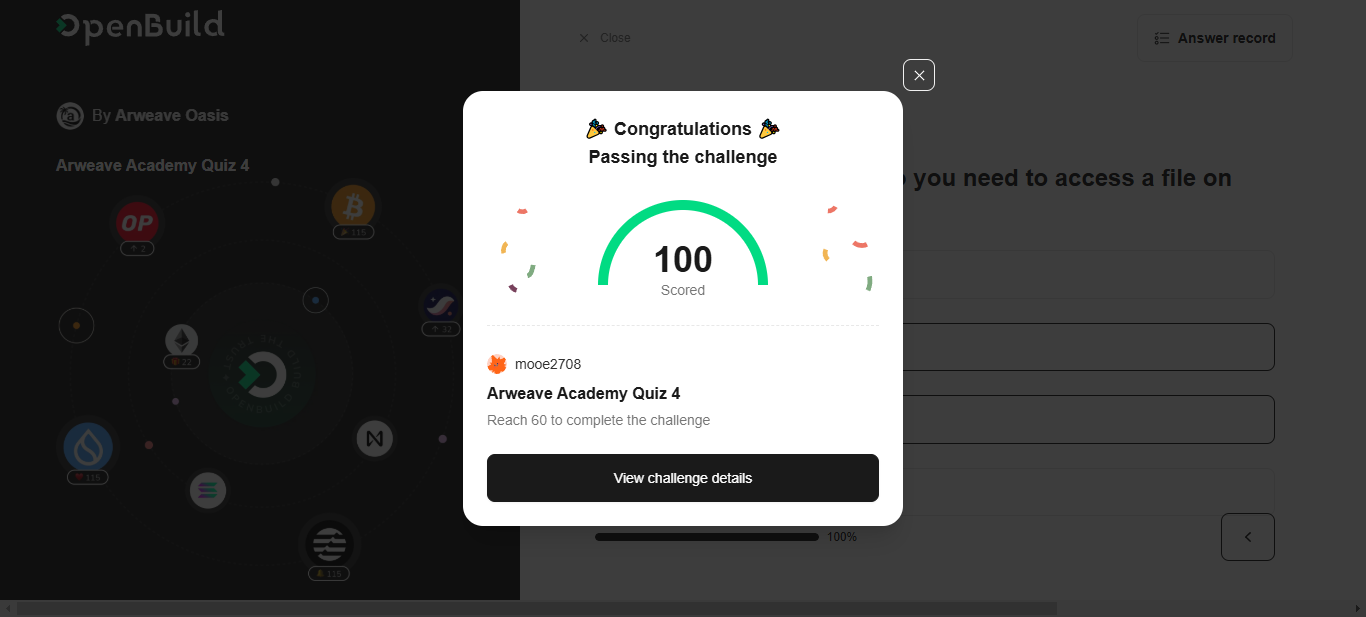 OpenBuild
Close
Answer record
By Arweave Oasis
Arweave Academy Quiz 4
you need to access a file on
Congratulations
Passing the challenge
100
Scored
mooe2708
Arweave Academy Quiz 4
Reach 60 to complete the challenge
View challenge details
100%
OP
2
115
22
32
115
115